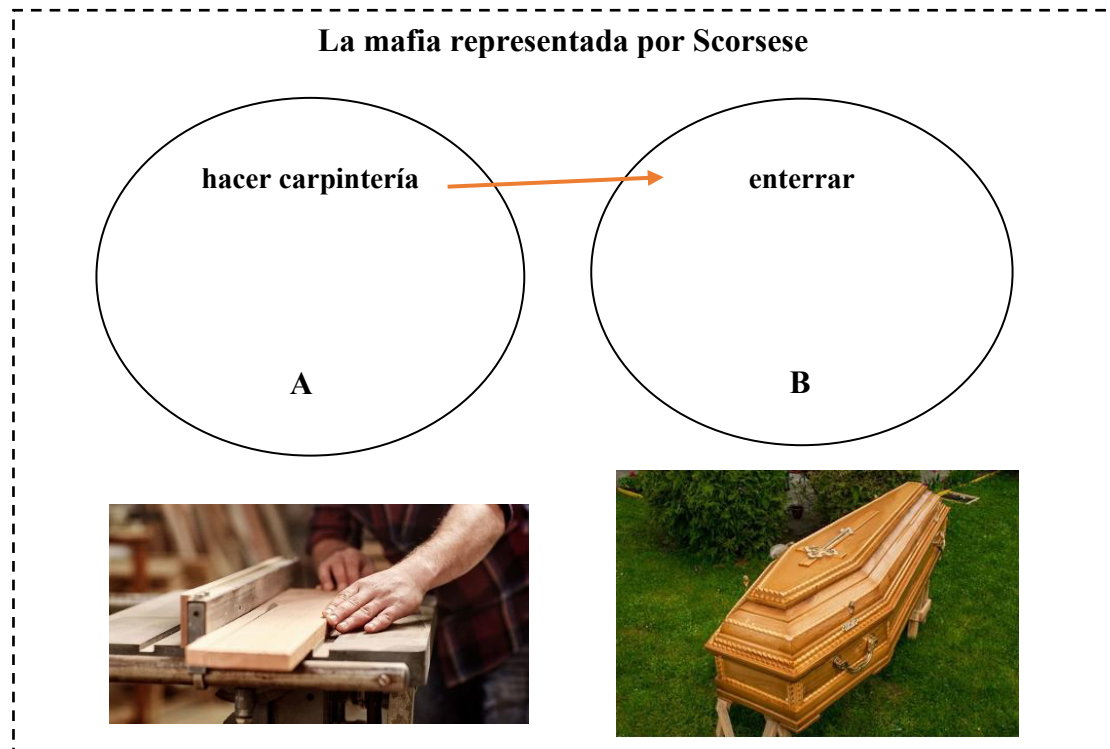 La mafia representada por Scorsese
hacer carpintería
enterrar
A
B